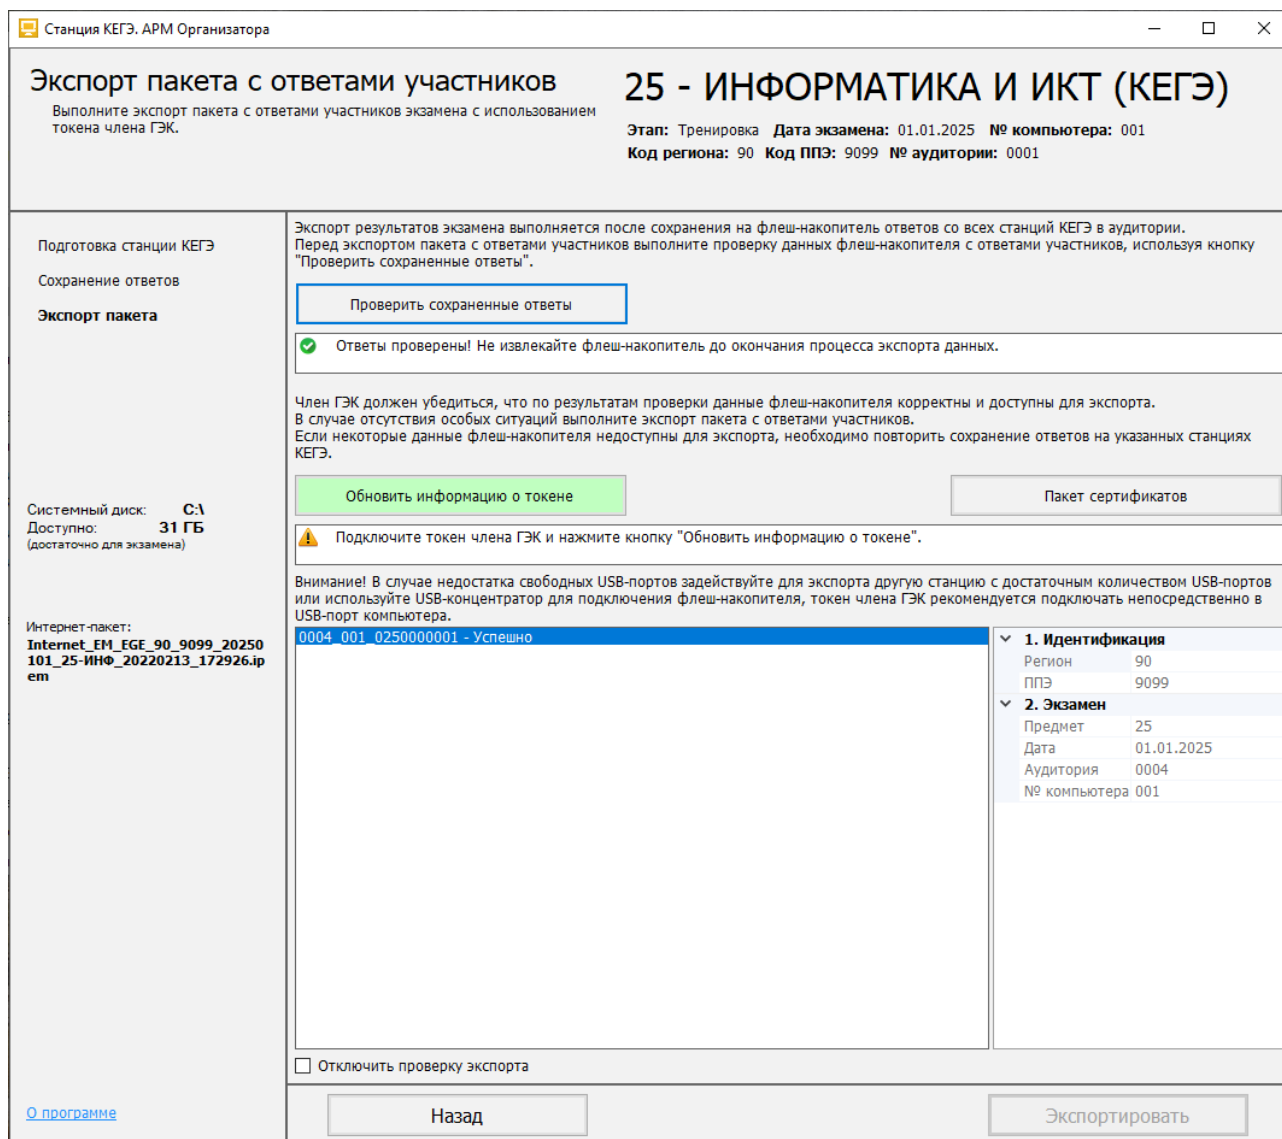 Станция КЕГЭ. АРМ Организатора
Экспорт пакета с ответами участников
Выполните экспорт пакета с ответами участников экзамена с использованием
токена члена ГЭК.
25 - ИНФОРМАТИКА И ИКТ (КЕГЭ)
Этап: Тренировка Дата экзамена: 01.01.2025 № компьютера: 001
Код региона: 90 Код ППЭ: 9099 № аудитории: 0001
Подготовка станции КЕГЭ
Сохранение ответов
Экспорт пакета
Системный диск: C:\
Доступно: 31 ГБ
(достаточно для экзамена)
Интернет-пакет:
Internet_EM_EGE_90_9099_20250
101_25-ИНФ_20220213_172926.ip
em
О программе
Экспорт результатов экзамена выполняется после сохранения на флеш-накопитель ответов со всех станций КЕГЭ в аудитории.
Перед экспортом пакета с ответами участников выполните проверку данных флеш-накопителя с ответами участников, используя кнопку
"Проверить сохраненные ответы".
Проверить сохраненные ответы
Ответы проверены! Не извлекайте флеш-накопитель до окончания процесса экспорта данных.
Член ГЭК должен убедиться, что по результатам проверки данные флеш-накопителя корректны и доступны для экспорта.
В случае отсутствия особых ситуаций выполните экспорт пакета с ответами участников.
Если некоторые данные флеш-накопителя недоступны для экспорта, необходимо повторить сохранение ответов на указанных станциях
КЕГЭ.
Обновить информацию о токене
Пакет сертификатов
Подключите токен члена ГЭК и нажмите кнопку "Обновить информацию о токене".
Внимание! В случае недостатка свободных USB-портов задействуйте для экспорта другую станцию с достаточным количеством USB-портов
или используйте USB-концентратор для подключения флеш-накопителя, токен члена ГЭК рекомендуется подключать непосредственно в
USB-порт компьютера.
0004_001_0250000001 - Успешно
1. Идентификация
Регион 90
ППЭ 9099
2. Экзамен
Предмет 25
Дата 01.01.2025
Аудитория 0004
№ компьютера 001
Отключить проверку экспорта
Назад
Экспортировать